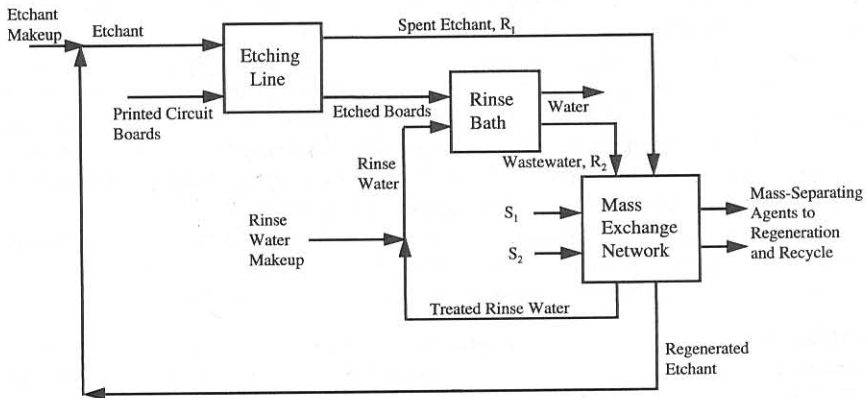 Etchant
Makeup
Etchant
Spent Etchant, R1
Etching
Line
Printed Circuit
Boards
Etched Boards
Rinse
Bath
Water
Wastewater, R2
Rinse
Water
Rinse
Water
Makeup
S1
S2
Mass
Exchange
Network
Mass-Separating
Agents to
Regeneration
and Recycle
Treated Rinse Water
Regenerated
Etchant